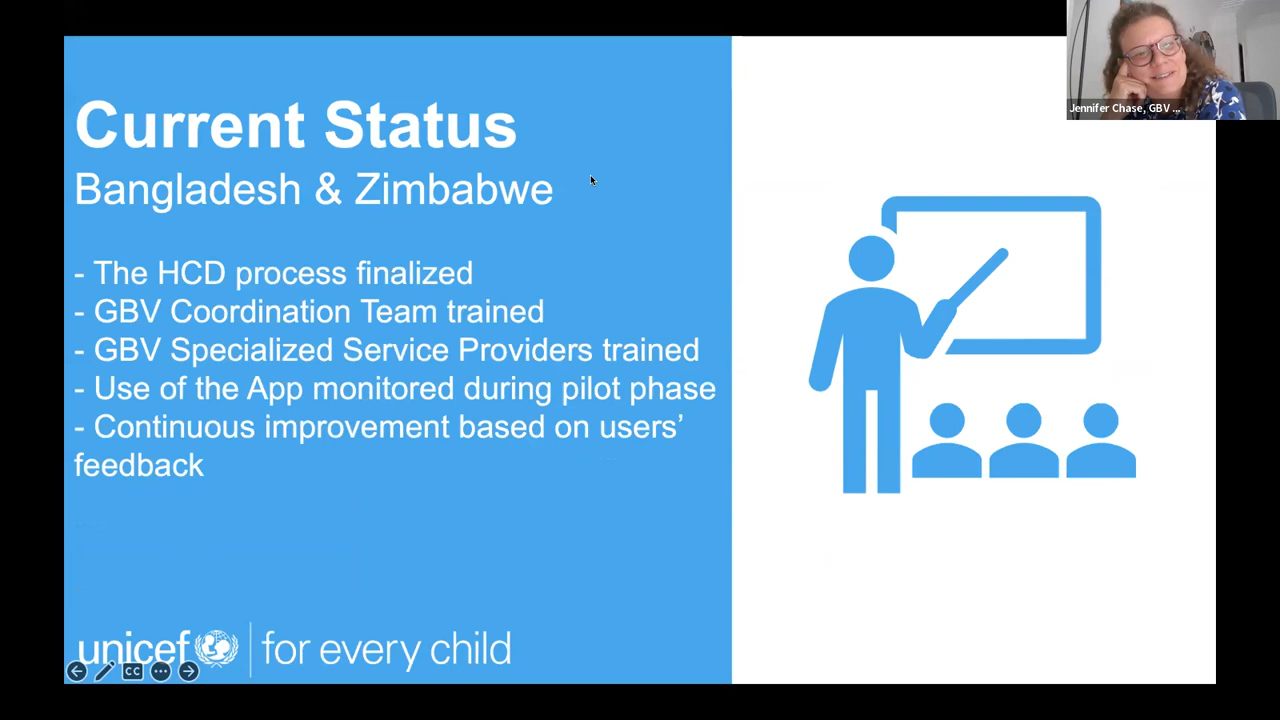 Current Status
Bangladesh & Zimbabwe
- The HCD process finalized
- GBV Coordination Team trained
- GBV Specialized Service Providers trained
- Use of the App monitored during pilot phase
- Continuous improvement based on users’
feedback
unicef for every child
CC
Jennifer Chase, GBV ...